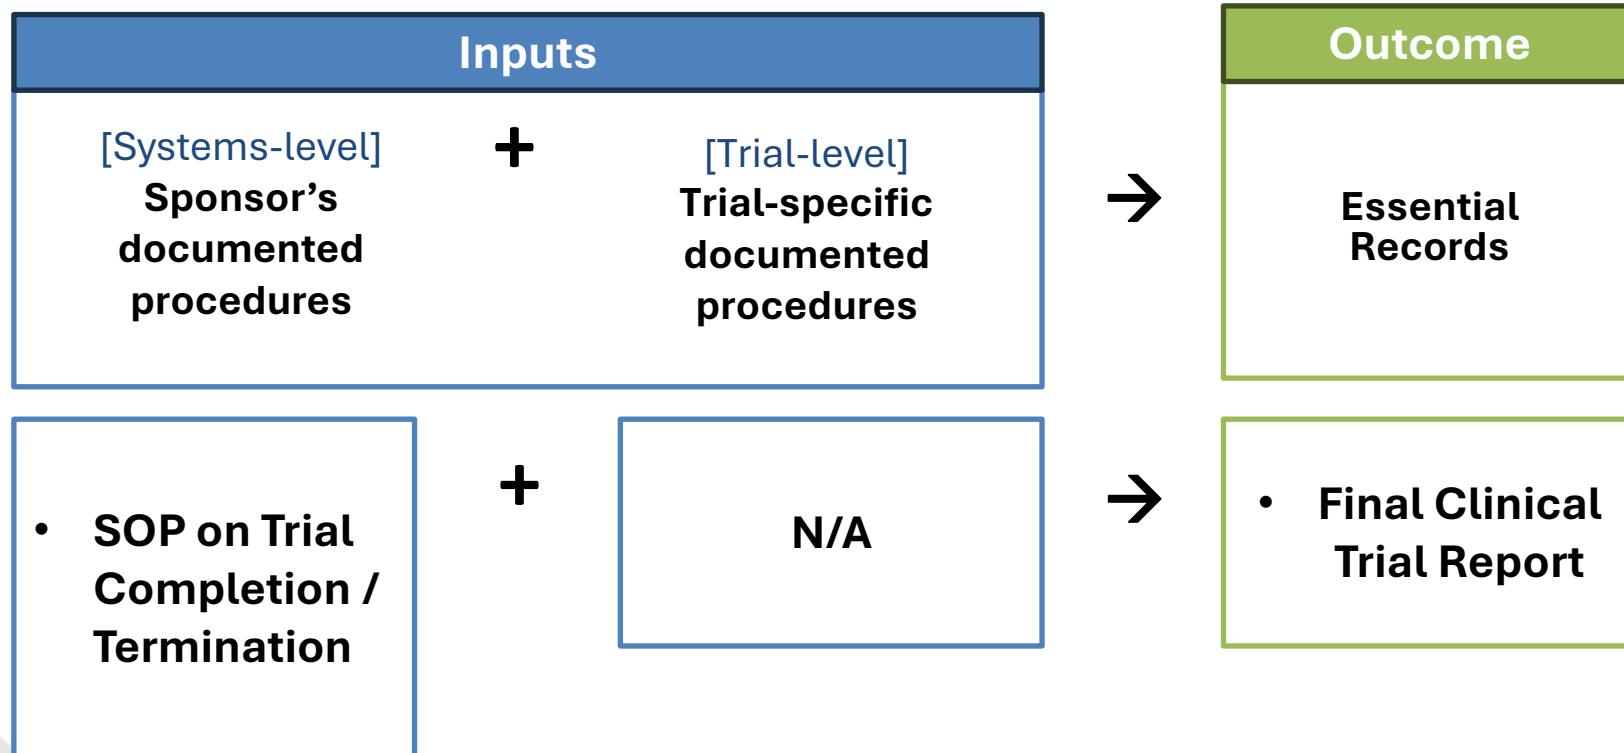 Inputs
Outcome
[Systems-level]
Sponsor’s
documented
procedures
+
[Trial-level]
Trial-specific
documented
procedures
→
Essential
Records
• SOP on Trial
Completion /
Termination
+
N/A
→
• Final Clinical
Trial Report